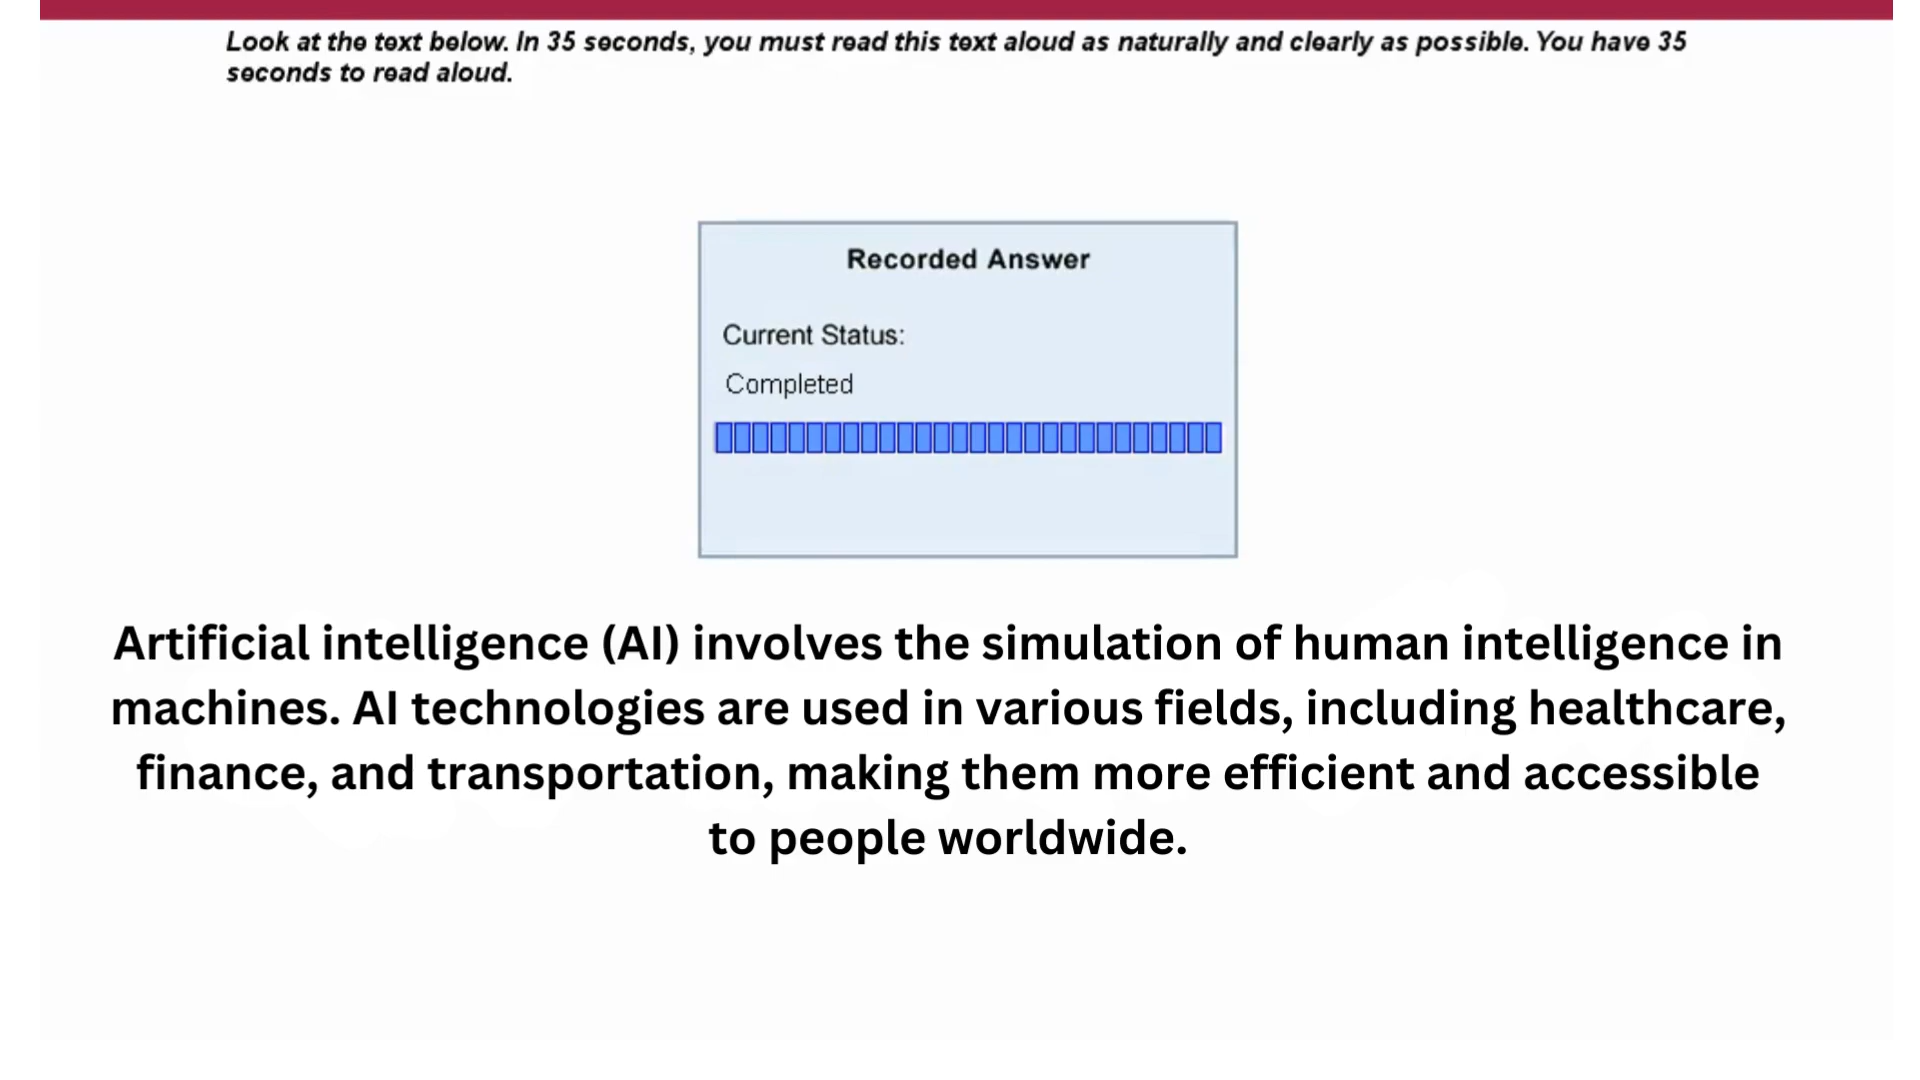 Look at the text below. In 35 seconds, you must read this text aloud as naturally and clearly as possible. You have 35
seconds to read aloud.
Recorded Answer
Current Status:
Completed
Artificial intelligence (AI) involves the simulation of human intelligence in
machines. AI technologies are used in various fields, including healthcare,
finance, and transportation, making them more efficient and accessible
to people worldwide.